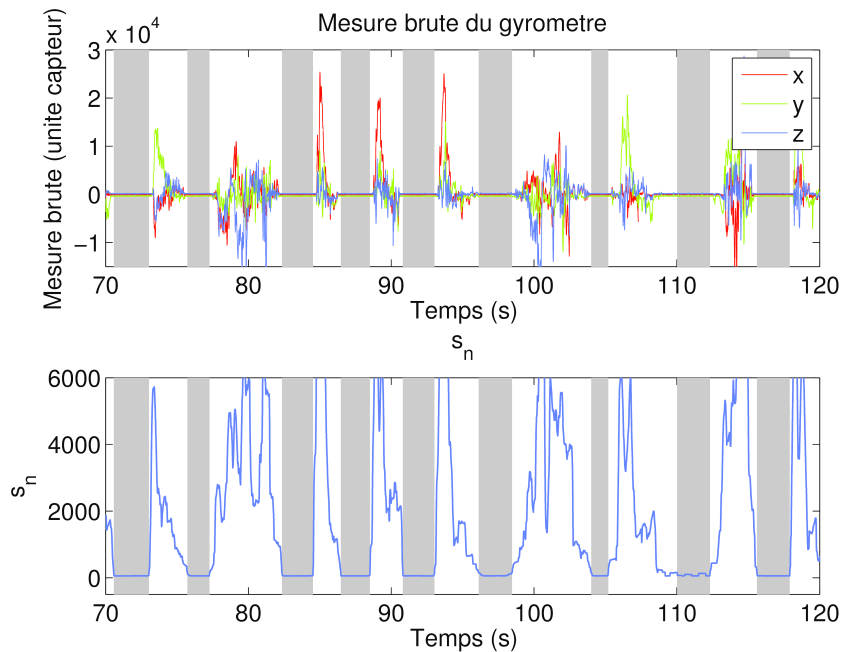 Mesure brute du gyrometre
x 10^4
Mesure brute (unite capteur)
3
2
1
0
−1
x
y
z
70 80 90 100 110 120
Temps (s)
s_n
s_n
6000
4000
2000
0
70 80 90 100 110 120
Temps (s)